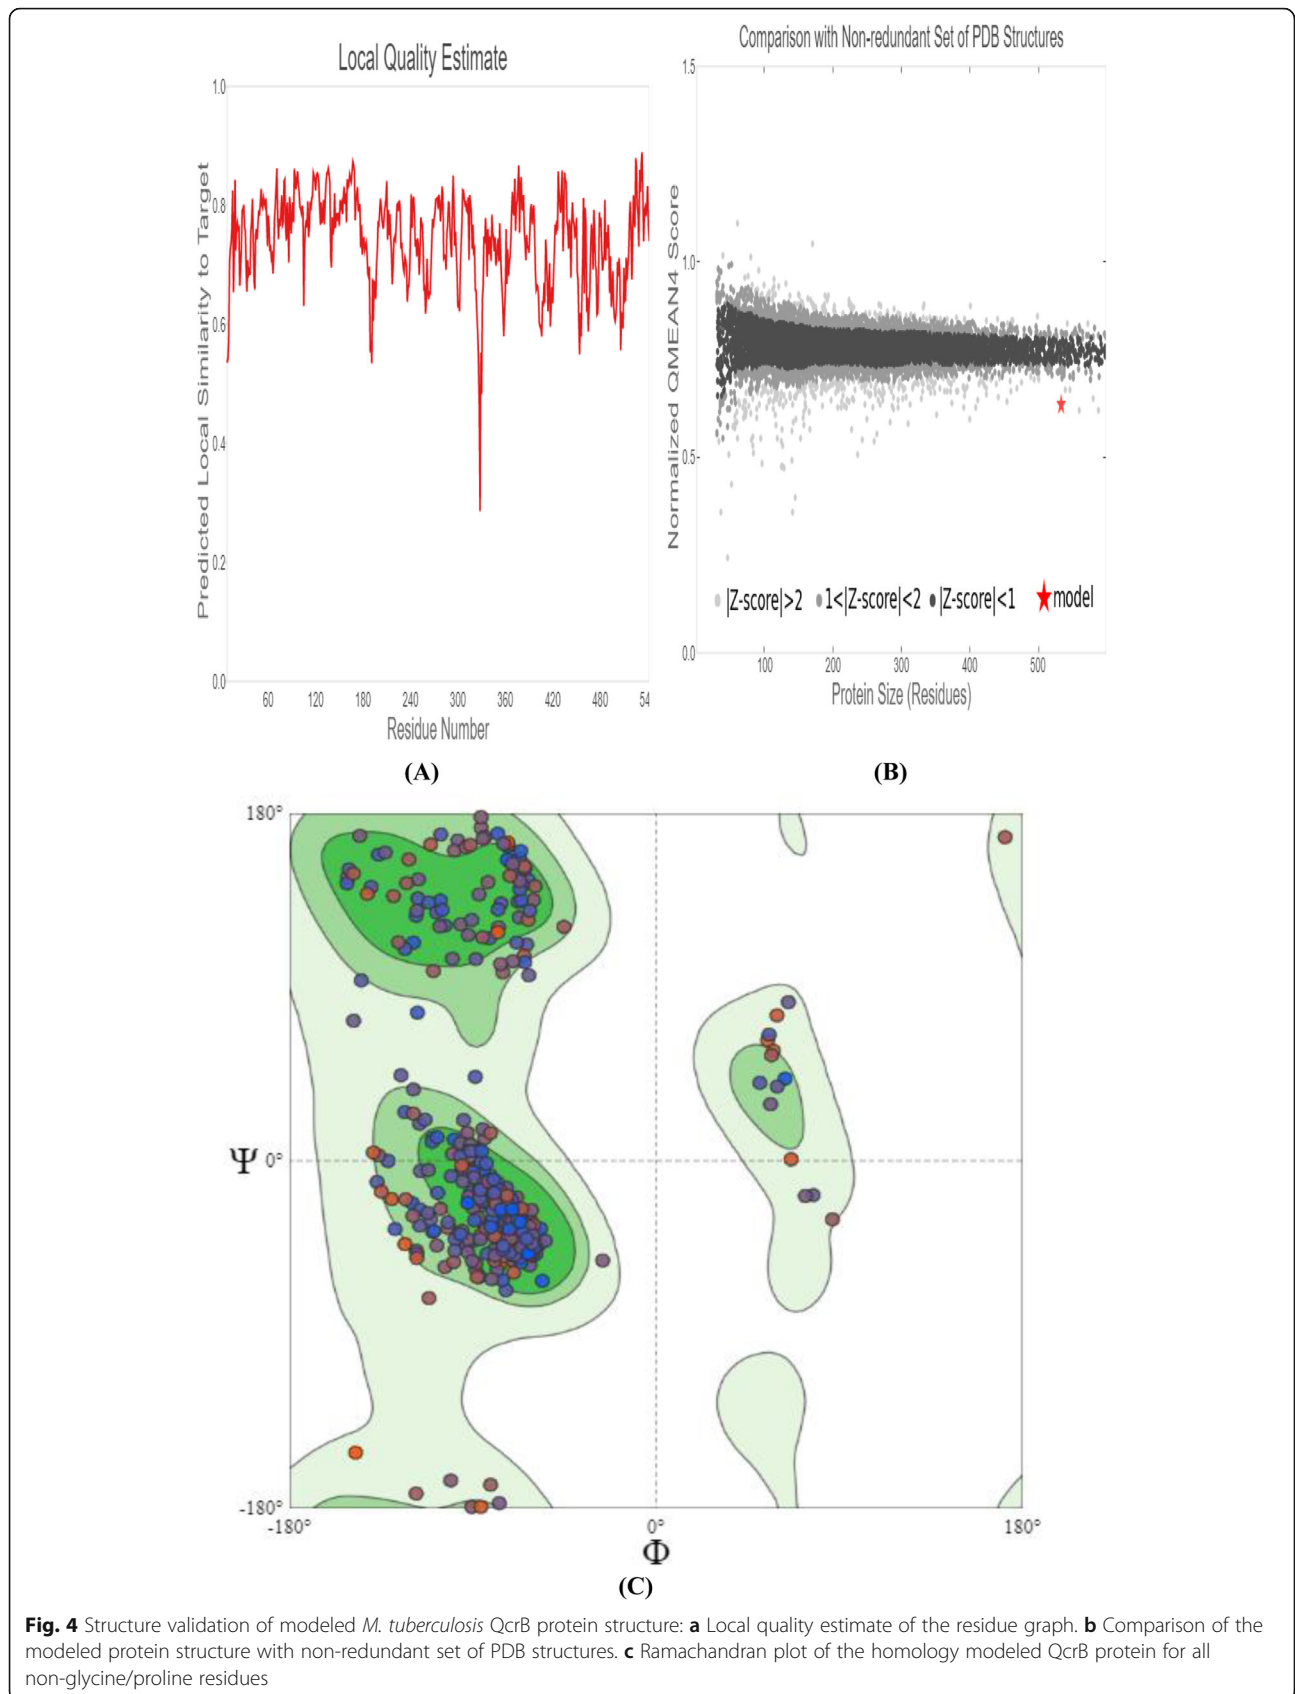 Local Quality Estimate
1.0
0.8
0.6
0.4
0.2
0.0
Predicted Local Similarity to Target
60 120 180 240 300 360 420 480 54
Residue Number
(A)
Comparison with Non-redundant Set of PDB Structures
1.5
1.0
0.5
0.0
Normalized QMEAN4 Score
|Z-score|>2 1<|Z-score|<2 |Z-score|<1 model
100 200 300 400 500
Protein Size (Residues)
(B)
180°
Ψ 0°
-180°
-180° 0° 180°
Φ
(C)
Fig. 4 Structure validation of modeled M. tuberculosis QcrB protein structure: a Local quality estimate of the residue graph. b Comparison of the
modeled protein structure with non-redundant set of PDB structures. c Ramachandran plot of the homology modeled QcrB protein for all
non-glycine/proline residues